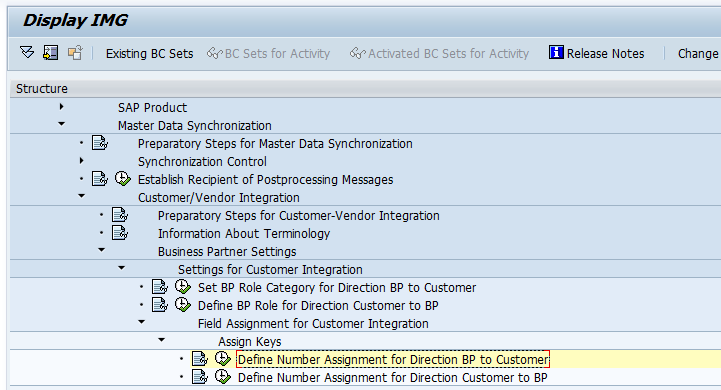 Display IMG
Existing BC Sets BC Sets for Activity Activated BC Sets for Activity Release Notes Change
Structure
SAP Product
Master Data Synchronization
Preparatory Steps for Master Data Synchronization
Synchronization Control
Establish Recipient of Postprocessing Messages
Customer/Vendor Integration
Preparatory Steps for Customer-Vendor Integration
Information About Terminology
Business Partner Settings
Settings for Customer Integration
Set BP Role Category for Direction BP to Customer
Define BP Role for Direction Customer to BP
Field Assignment for Customer Integration
Assign Keys
Define Number Assignment for Direction BP to Customer
Define Number Assignment for Direction Customer to BP